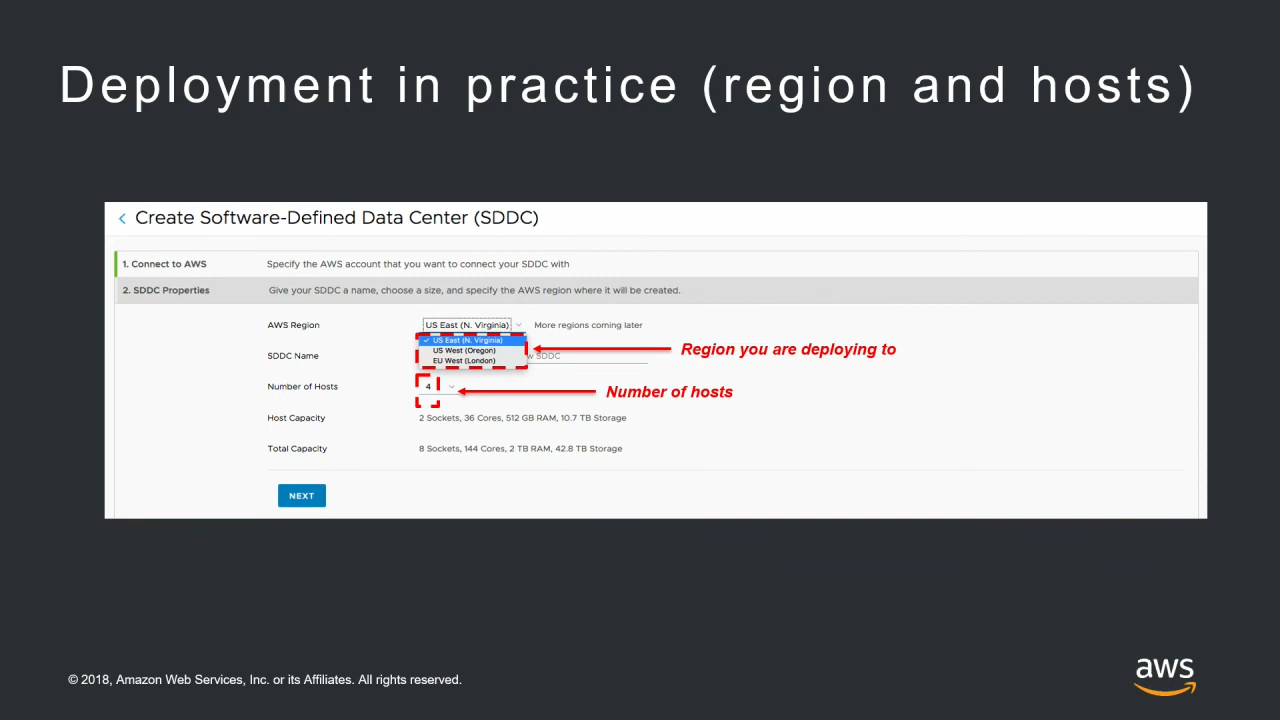 Deployment in practice (region and hosts)
Create Software-Defined Data Center (SDDC)
1. Connect to AWS Specify the AWS account that you want to connect your SDDC with
2. SDDC Properties Give your SDDC a name, choose a size, and specify the AWS region where it will be created.
AWS Region US East (N. Virginia) More regions coming later
US East (N. Virginia)
US West (Oregon)
EU West (London)
Region you are deploying to
SDDC Name SDDC
Number of Hosts 4 Number of hosts
Host Capacity 2 Sockets, 36 Cores, 512 GB RAM, 10.7 TB Storage
Total Capacity 8 Sockets, 144 Cores, 2 TB RAM, 42.8 TB Storage
NEXT
© 2018, Amazon Web Services, Inc. or its Affiliates. All rights reserved.
aws